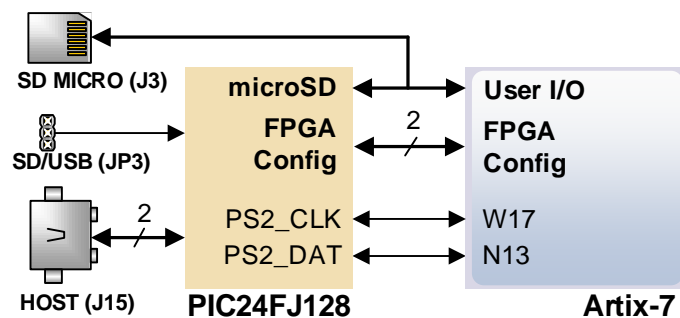 SD MICRO (J3)
microSD
User I/O
2
FPGA
Config
FPGA
Config
SD/USB (JP3)
2
PS2_CLK
W17
PS2_DAT
N13
HOST (J15)
PIC24FJ128
Artix-7